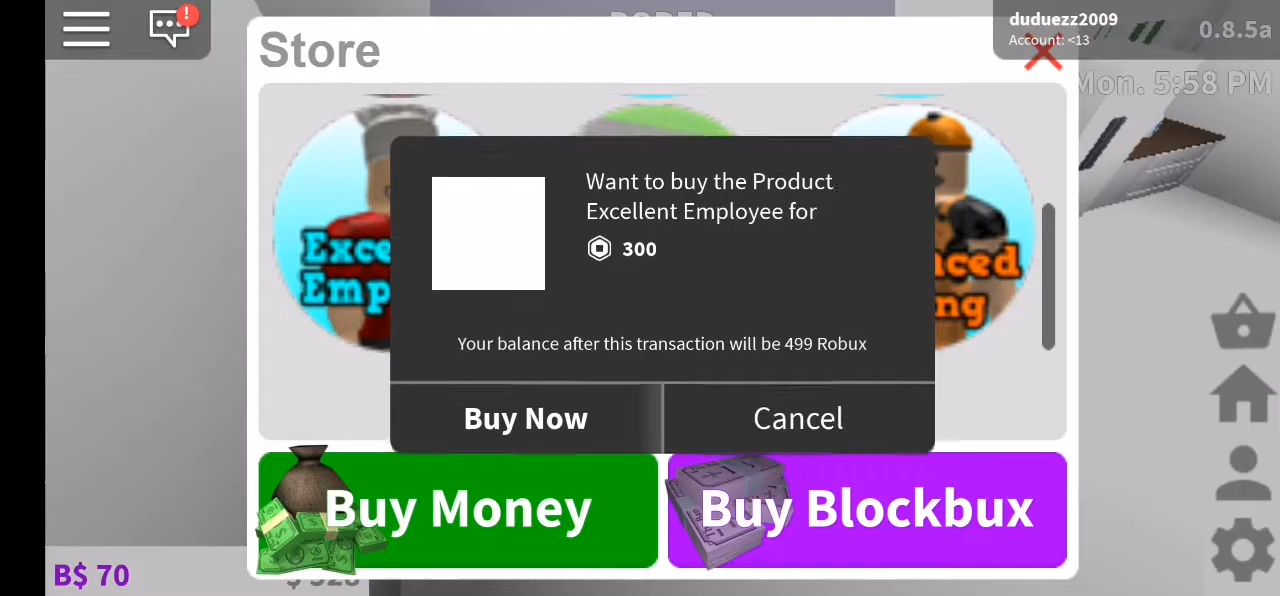 duduezz2009
Account: <13
0.8.5a
Store
Mon. 5:58 PM
Want to buy the Product
Excellent Employee for
300
Your balance after this transaction will be 499 Robux
Buy Now
Cancel
Buy Money
Buy Blockbux
B$ 70